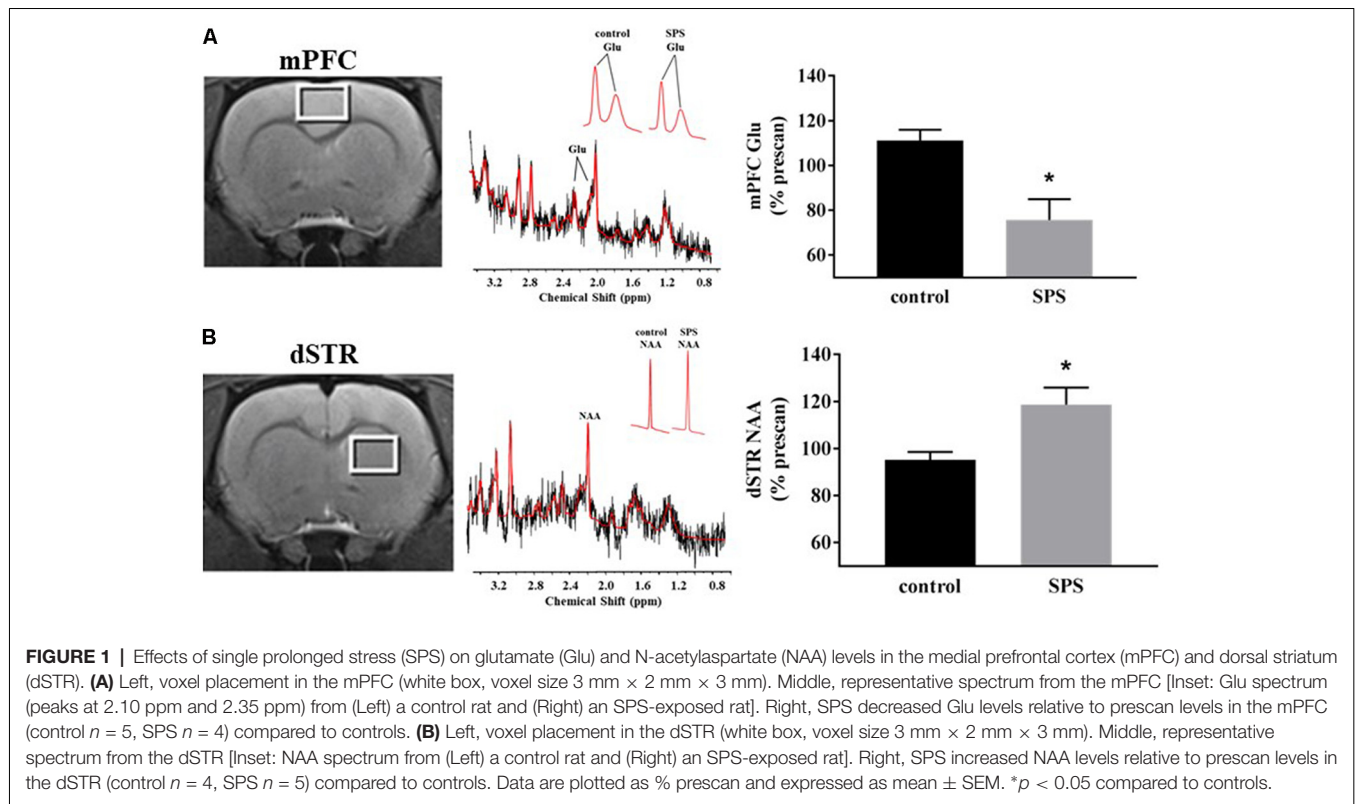 A
mPFC
control
Glu
SPS
Glu
Glu
3.2 2.8 2.4 2.0 1.6 1.2 0.8
Chemical Shift (ppm)
mPFC Glu
(% prescan)
140
120
100
80
60
*
control SPS
B
dSTR
control
NAA
SPS
NAA
NAA
3.2 2.8 2.4 2.0 1.6 1.2 0.8
Chemical Shift (ppm)
dSTR NAA
(% prescan)
140
120
100
80
60
*
control SPS
FIGURE 1 | Effects of single prolonged stress (SPS) on glutamate (Glu) and N-acetylaspartate (NAA) levels in the medial prefrontal cortex (mPFC) and dorsal striatum
(dSTR). (A) Left, voxel placement in the mPFC (white box, voxel size 3 mm × 2 mm × 3 mm). Middle, representative spectrum from the mPFC [Inset: Glu spectrum
(peaks at 2.10 ppm and 2.35 ppm) from (Left) a control rat and (Right) an SPS-exposed rat]. Right, SPS decreased Glu levels relative to prescan levels in the mPFC
(control n = 5, SPS n = 4) compared to controls. (B) Left, voxel placement in the dSTR (white box, voxel size 3 mm × 2 mm × 3 mm). Middle, representative
spectrum from the dSTR [Inset: NAA spectrum from (Left) a control rat and (Right) an SPS-exposed rat]. Right, SPS increased NAA levels relative to prescan levels in
the dSTR (control n = 4, SPS n = 5) compared to controls. Data are plotted as % prescan and expressed as mean ± SEM. *p < 0.05 compared to controls.